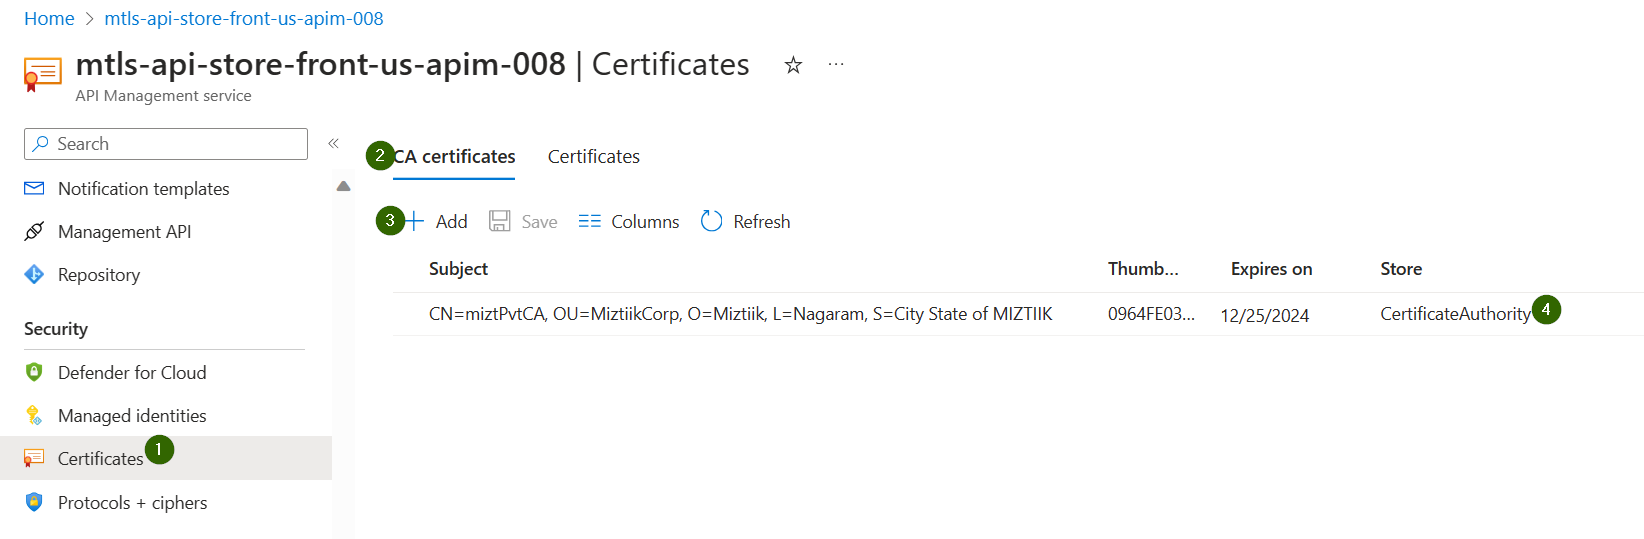 Home > mtls-api-store-front-us-apim-008
mtls-api-store-front-us-apim-008 | Certificates ☆ ...
API Management service
Search «
Notification templates
Management API
Repository
Security
Defender for Cloud
Managed identities
Certificates 1
Protocols + ciphers
2 CA certificates Certificates
3 + Add Save Columns Refresh
Subject Thumb... Expires on Store
CN=miztPvtCA, OU=MiztiikCorp, O=Miztiik, L=Nagaram, S=City State of MIZTIIK 0964FE03... 12/25/2024 CertificateAuthority 4